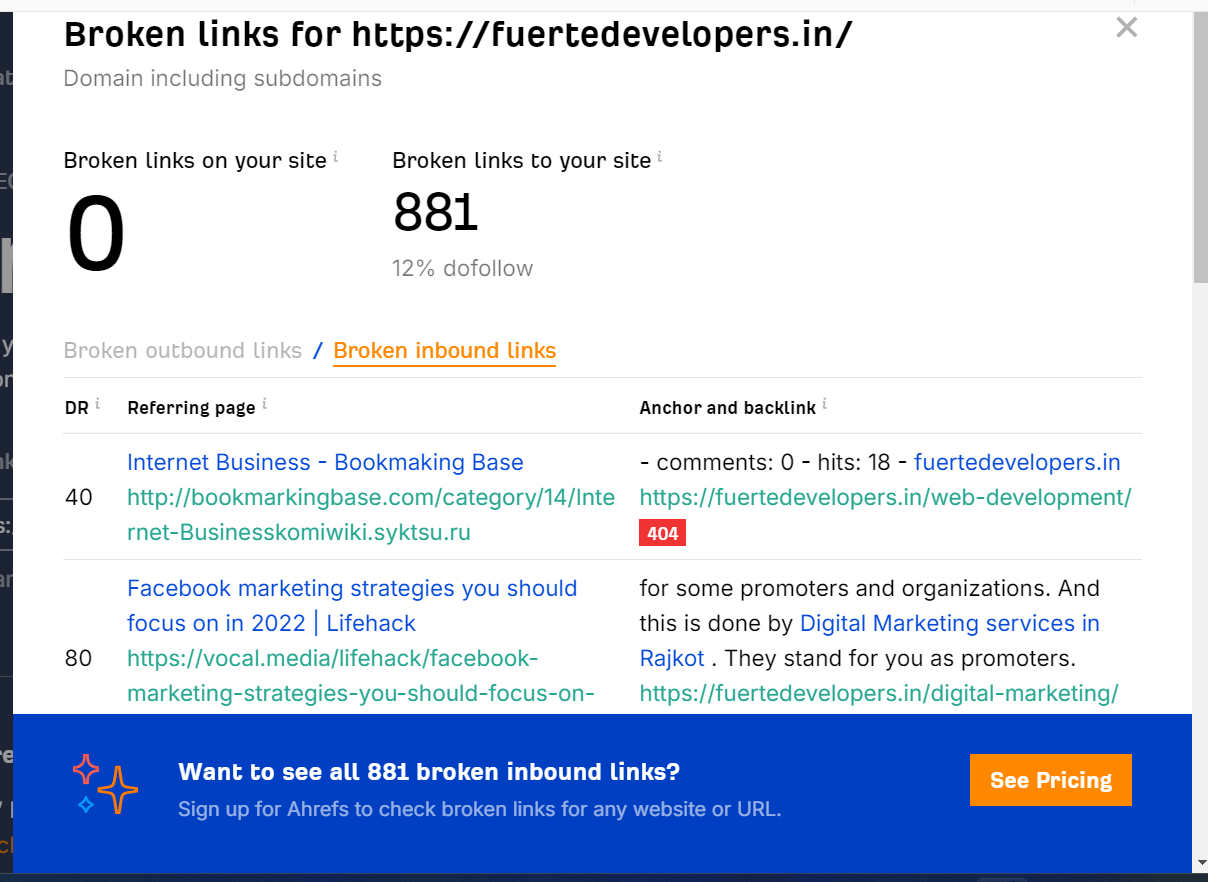 Broken links for https://fuertedevelopers.in/
Domain including subdomains
Broken links on your site i
Broken links to your site i
0
881
12% dofollow
Broken outbound links / Broken inbound links
DR i Referring page i Anchor and backlink i
40
Internet Business - Bookmaking Base
http://bookmarkingbase.com/category/14/Inte
rnet-Businesskomiwiki.syktsu.ru
- comments: 0 - hits: 18 - fuertedevelopers.in
https://fuertedevelopers.in/web-development/
404
80
Facebook marketing strategies you should
focus on in 2022 | Lifehack
https://vocal.media/lifehack/facebook-
marketing-strategies-you-should-focus-on-
for some promoters and organizations. And
this is done by Digital Marketing services in
Rajkot . They stand for you as promoters.
https://fuertedevelopers.in/digital-marketing/
Want to see all 881 broken inbound links?
Sign up for Ahrefs to check broken links for any website or URL.
See Pricing